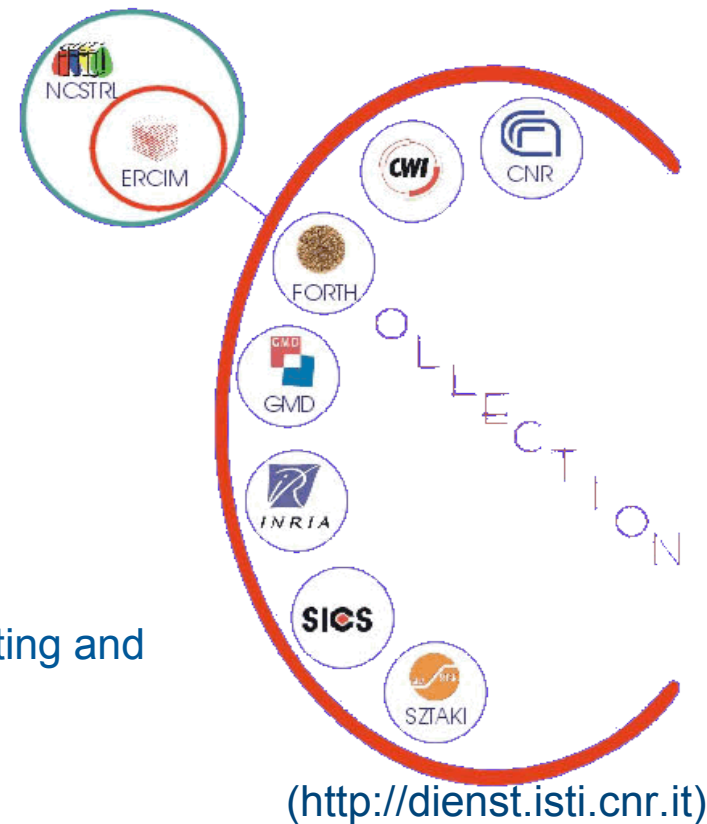 NCSTRL
ERCIM
CWI
CNR
FORTH
GMD
GMD
INRIA
SICS
SZTAKI
OLLECTION
ting and
(http://dienst.isti.cnr.it)